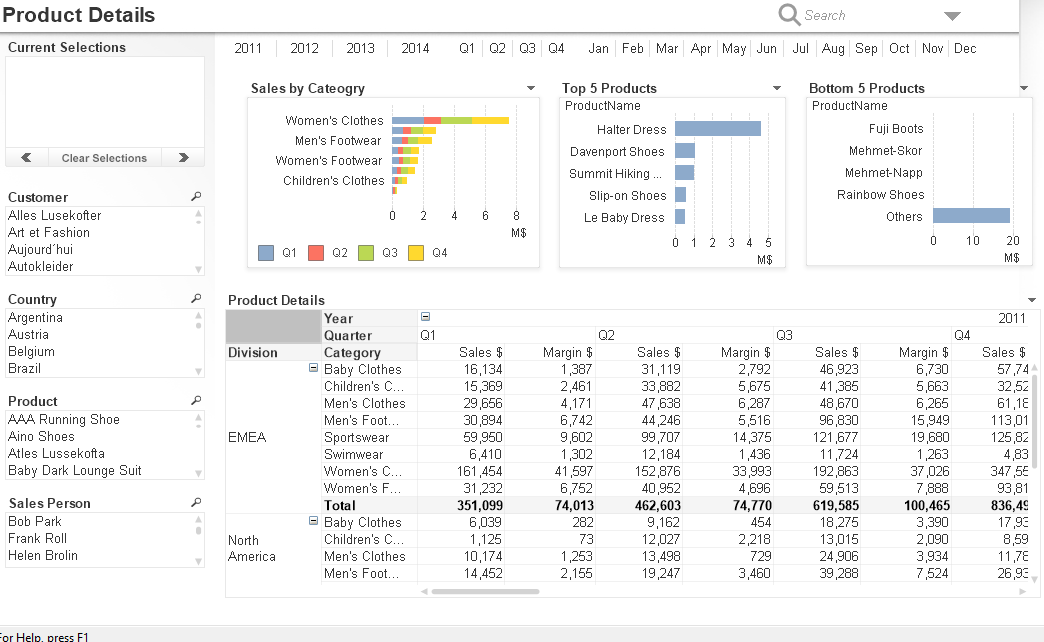 Product Details
Search
Current Selections
Clear Selections
2011 2012 2013 2014 Q1 Q2 Q3 Q4 Jan Feb Mar Apr May Jun Jul Aug Sep Oct Nov Dec
Sales by Cateogry
Women's Clothes
Men's Footwear
Women's Footwear
Children's Clothes
0 2 4 6 8
M$
Q1 Q2 Q3 Q4
Top 5 Products
ProductName
Halter Dress
Davenport Shoes
Summit Hiking ...
Slip-on Shoes
Le Baby Dress
0 1 2 3 4 5
M$
Bottom 5 Products
ProductName
Fuji Boots
Mehmet-Skor
Mehmet-Napp
Rainbow Shoes
Others
0 10 20
M$
Customer
Alles Lusekofter
Art et Fashion
Aujourd´hui
Autokleider
Country
Argentina
Austria
Belgium
Brazil
Product
AAA Running Shoe
Aino Shoes
Atles Lussekofta
Baby Dark Lounge Suit
Sales Person
Bob Park
Frank Roll
Helen Brolin
Product Details
Year 2011
Quarter Q1 Q2 Q3 Q4
Division Category Sales $ Margin $ Sales $ Margin $ Sales $ Margin $ Sales $
Baby Clothes 16,134 1,387 31,119 2,792 46,923 6,730 57,74
Children's C... 15,369 2,461 33,882 5,675 41,385 5,663 32,52
Men's Clothes 29,656 4,171 47,638 6,287 48,670 6,265 61,18
Men's Foot... 30,894 6,742 44,246 5,516 96,830 15,949 113,01
EMEA Sportswear 59,950 9,602 99,707 14,375 121,677 19,680 125,82
Swimwear 6,410 1,302 12,184 1,436 11,724 1,263 4,83
Women's C... 161,454 41,597 152,876 33,993 192,863 37,026 347,55
Women's F... 31,232 6,752 40,952 4,696 59,513 7,888 93,81
Total 351,099 74,013 462,603 74,770 619,585 100,465 836,49
Baby Clothes 6,039 282 9,162 454 18,275 3,390 17,93
North America Children's C... 1,125 73 12,027 2,218 13,015 2,090 8,59
Men's Clothes 10,174 1,253 13,498 729 24,906 3,934 11,78
Men's Foot... 14,452 2,155 19,247 3,460 39,288 7,524 26,93
For Help, press F1